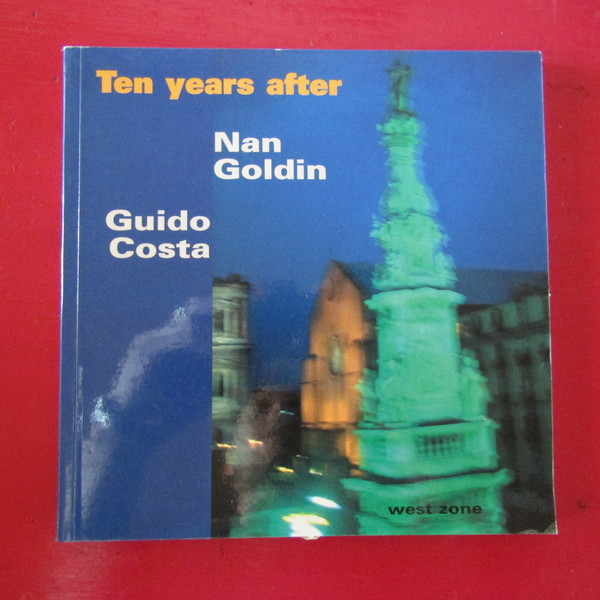 Ten years after
Nan
Goldin
Guido
Costa
west zone